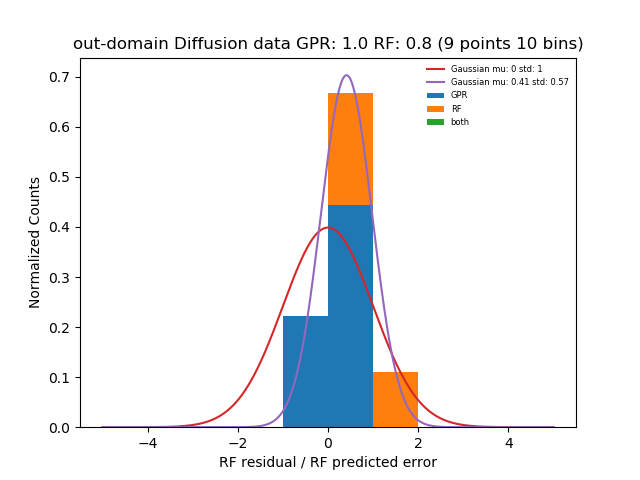 out-domain Diffusion data GPR: 1.0 RF: 0.8 (9 points 10 bins)
Gaussian mu: 0 std: 1
Gaussian mu: 0.41 std: 0.57
GPR
RF
both
Normalized Counts
0.7
0.6
0.5
0.4
0.3
0.2
0.1
0.0
−4 −2 0 2 4
RF residual / RF predicted error